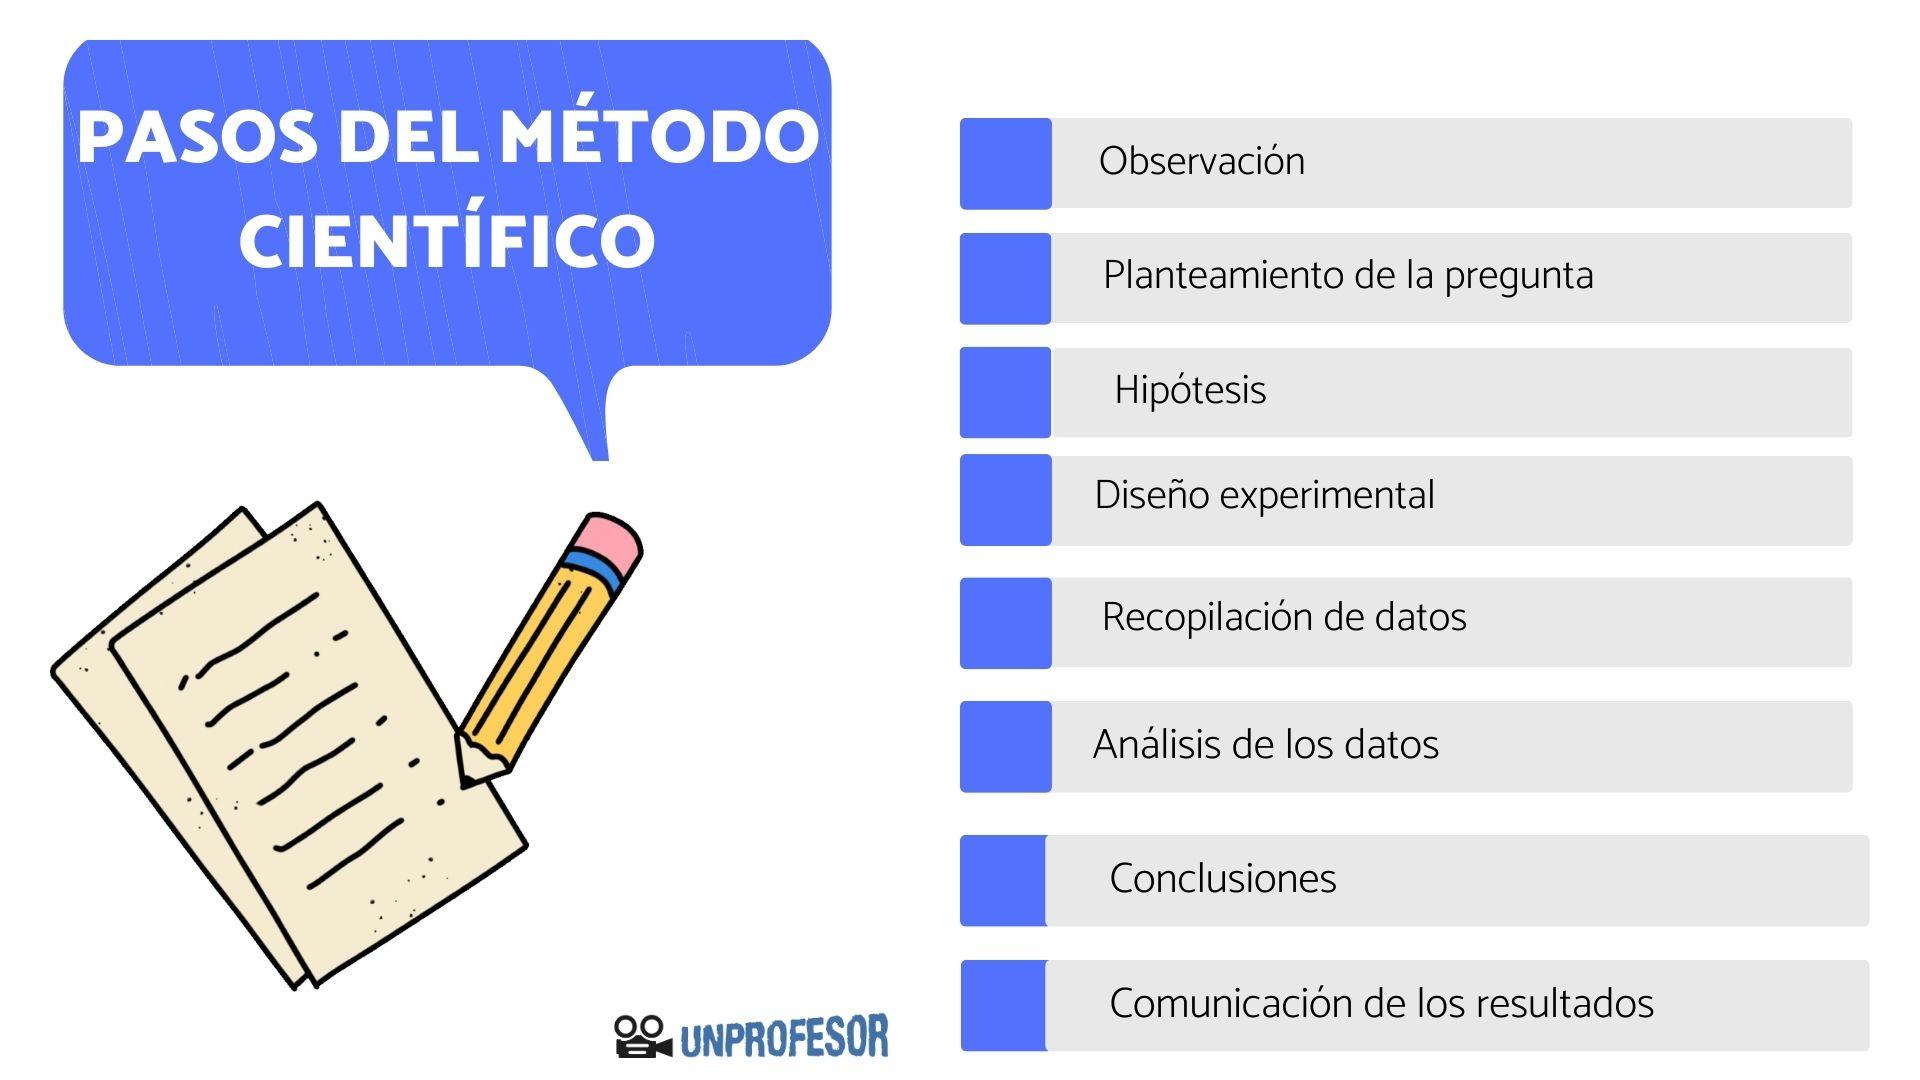 PASOS DEL MÉTODO
CIENTÍFICO
Observación
Planteamiento de la pregunta
Hipótesis
Diseño experimental
Recopilación de datos
Análisis de los datos
Conclusiones
Comunicación de los resultados
UNPROFESOR